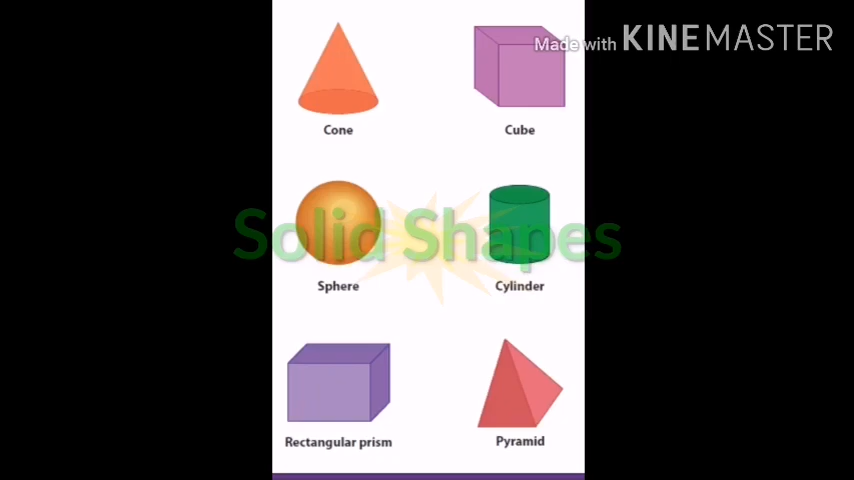 Made with KINEMASTER
Cone
Cube
Solid Shapes
Sphere
Cylinder
Rectangular prism
Pyramid